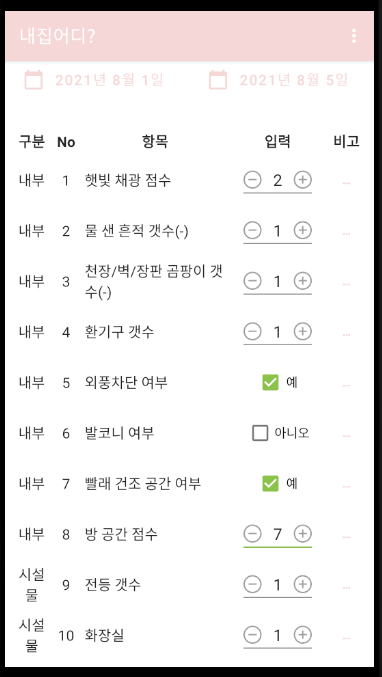 내집어디?
2021년 8월 1일 2021년 8월 5일
구분 No 항목 입력 비고
내부 1 햇빛 채광 점수 2 ...
내부 2 물 샌 흔적 갯수(-) 1 ...
내부 3 천장/벽/장판 곰팡이 갯 1 ...
수(-)
내부 4 환기구 갯수 1 ...
내부 5 외풍차단 여부 예 ...
내부 6 발코니 여부 아니오 ...
내부 7 빨래 건조 공간 여부 예 ...
내부 8 방 공간 점수 7 ...
시설
물 9 전등 갯수 1 ...
시설
물 10 화장실 1 ...